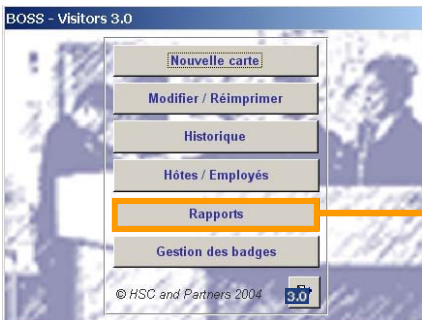 BOSS - Visitors 3.0
Nouvelle carte
Modifier / Réimprimer
Historique
Hôtes / Employés
Rapports
Gestion des badges
© HSC and Partners 2004
3.0